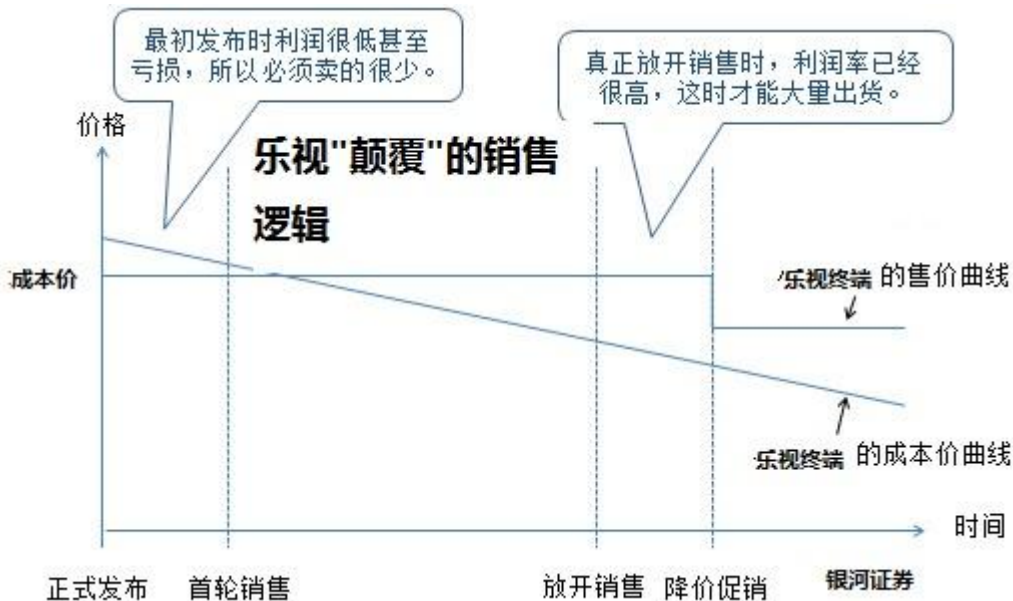 最初发布时利润很低甚至
亏损，所以必须卖的很少。
真正放开销售时，利润率已经
很高，这时才能大量出货。
价格
乐视"颠覆"的销售
逻辑
成本价
乐视终端 的售价曲线
乐视终端 的成本价曲线
时间
正式发布 首轮销售 放开销售 降价促销 银河证券